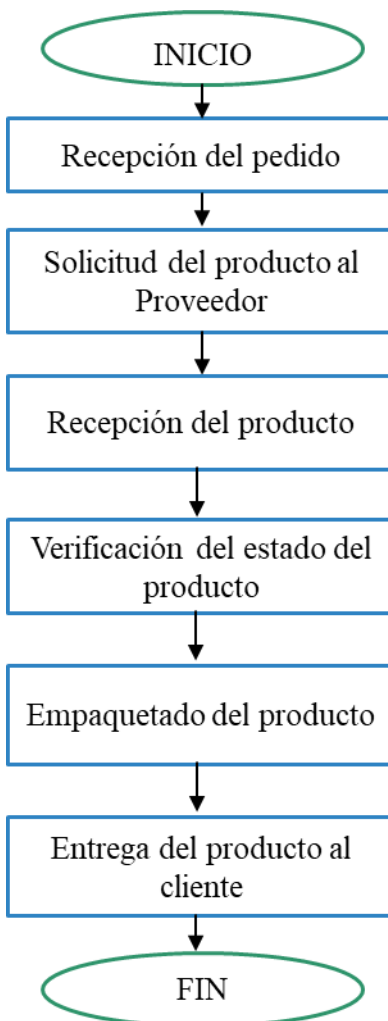 INICIO
Recepción del pedido
Solicitud del producto al
Proveedor
Recepción del producto
Verificación del estado del
producto
Empaquetado del producto
Entrega del producto al
cliente
FIN